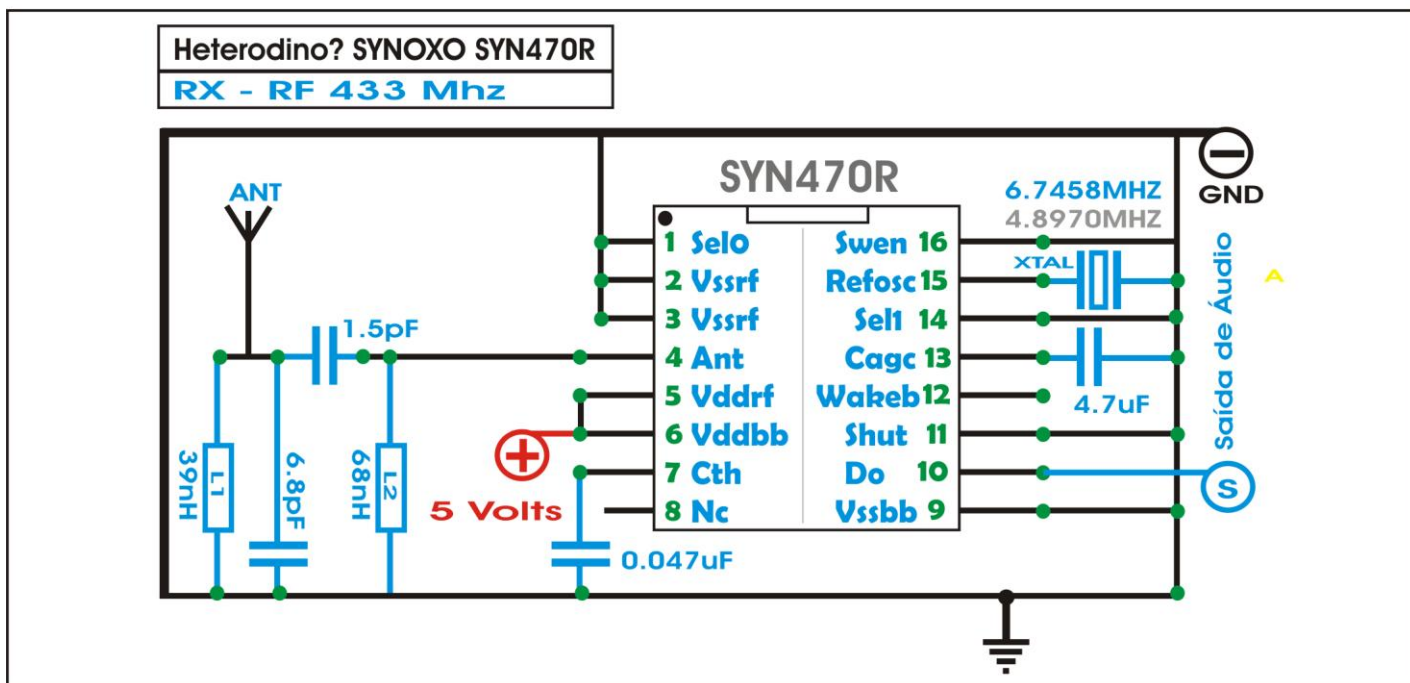 Heterodino? SYNOXO SYN470R
RX - RF 433 Mhz
ANT
SYN470R
6.7458MHZ
4.8970MHZ
GND
1 Sel0
Swen 16
XTAL
2 Vssrf
Refosc 15
3 Vssrf
Sel1 14
1.5pF
4 Ant
Cagc 13
4.7uF
5 Vddrf
Wakeb 12
6 Vddbb
Shut 11
5 Volts
7 Cth
Do 10
8 Nc
Vssbb 9
L1
39nH
6.8pF
L2
68nH
0.047uF
Saída de Áudio
S
A